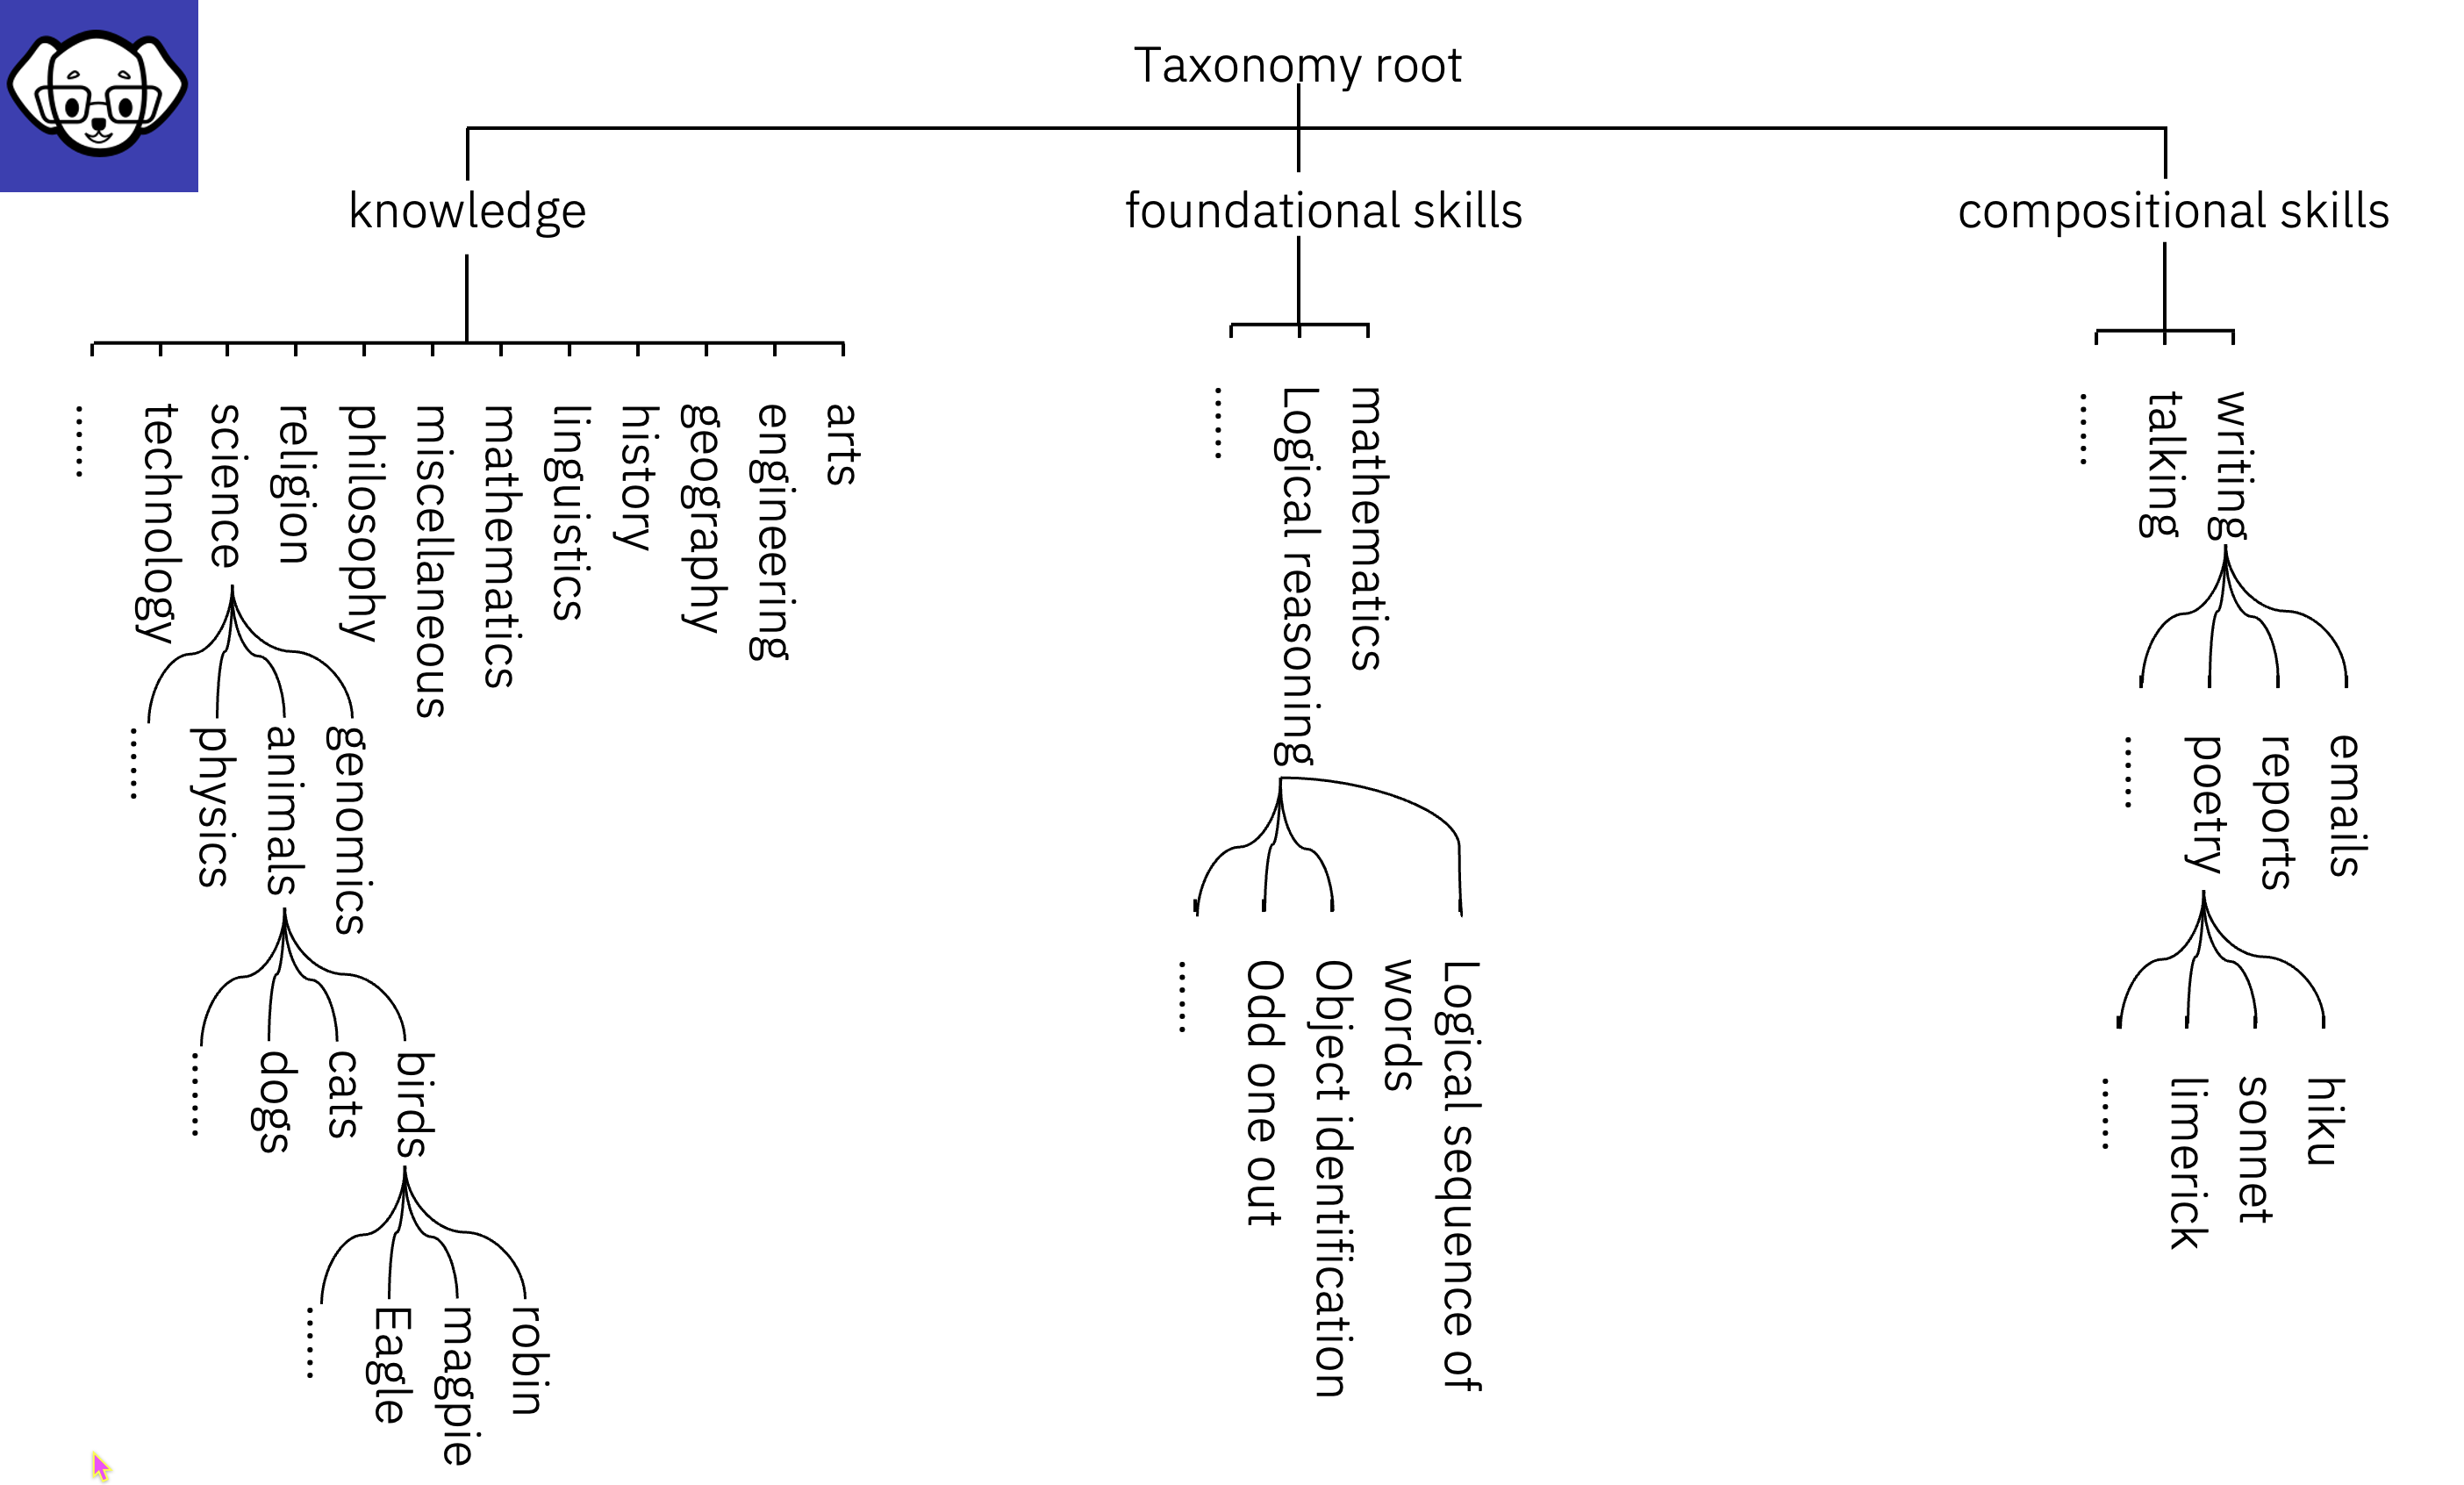 Taxonomy root
knowledge
foundational skills
compositional skills
......
technology
science
religion
philosophy
miscellaneous
mathematics
linguistics
history
geography
engineering
arts
......
physics
animals
genomics
.......
dogs
cats
birds
......
Eagle
magpie
robin
......
Logical reasoning
mathematics
......
Odd one out
Object identification
Logical sequence of
words
......
talking
writing
......
poetry
reports
emails
......
limerick
sonnet
hiku